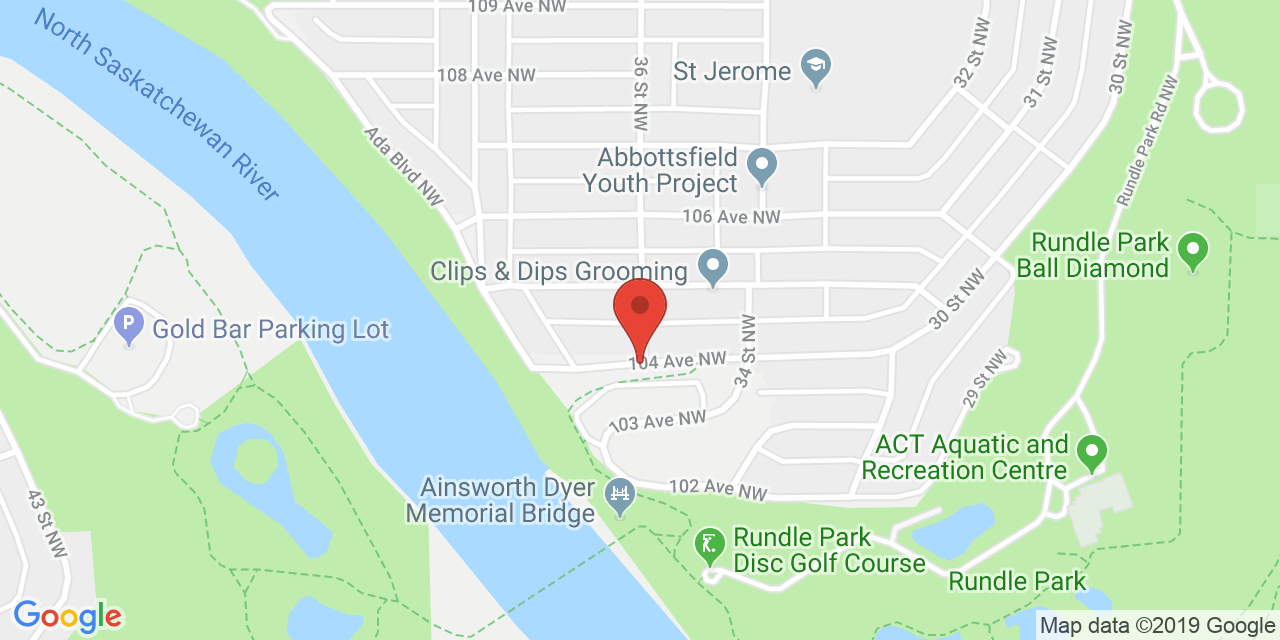 109 Ave NW
North Saskatchewan River
108 Ave NW
36 St NW
St Jerome
32 St NW
31 St NW
30 St NW
Rundle Park Rd NW
Ada Blvd NW
Abbottsfield
Youth Project
106 Ave NW
Rundle Park
Ball Diamond
Clips & Dips Grooming
30 St NW
P
Gold Bar Parking Lot
34 St NW
104 Ave NW
29 St NW
103 Ave NW
ACT Aquatic and
Recreation Centre
43 St NW
Ainsworth Dyer
Memorial Bridge
102 Ave NW
Rundle Park
Disc Golf Course
Rundle Park
Google
Map data ©2019 Google